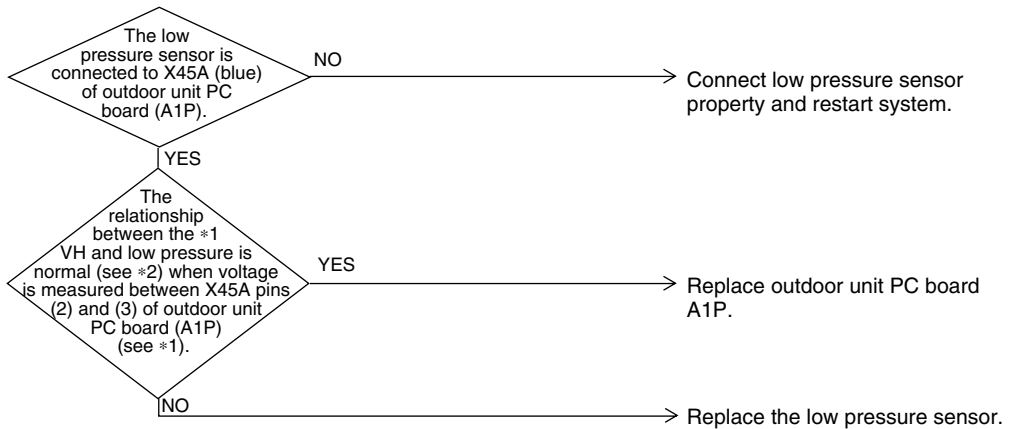 The low
pressure sensor is
connected to X45A (blue)
of outdoor unit PC
board (A1P).
NO
Connect low pressure sensor
property and restart system.
YES
The
relationship
between the *1
VH and low pressure is
normal (see *2) when voltage
is measured between X45A pins
(2) and (3) of outdoor unit
PC board (A1P)
(see *1).
YES
Replace outdoor unit PC board
A1P.
NO
Replace the low pressure sensor.